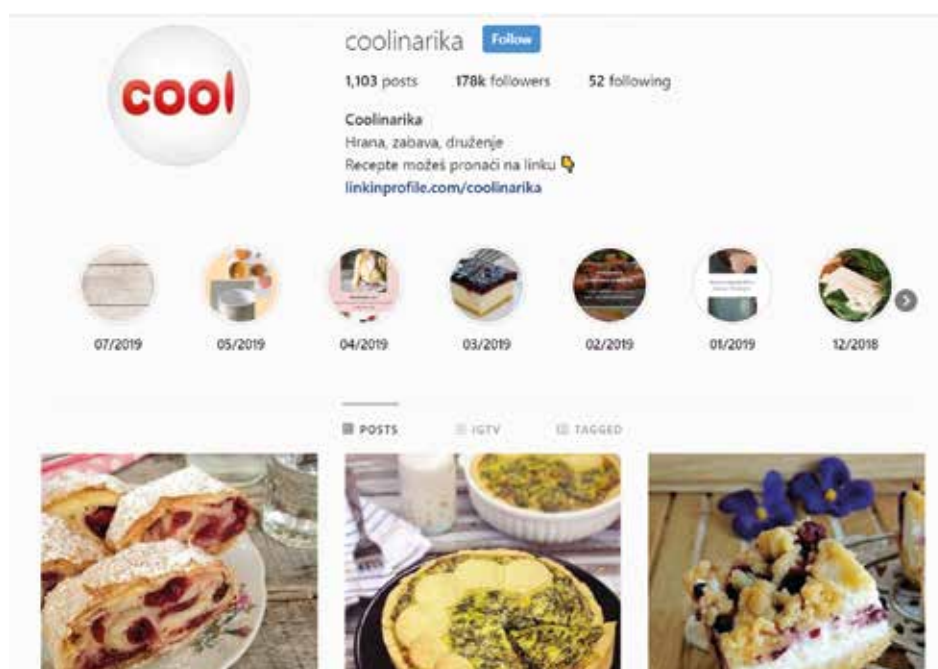 cool
coolinarika Follow
1,103 posts 178k followers 52 following
Coolinarika
Hrana, zabava, druženje
Recepte možeš pronaći na linku
linkinprofile.com/coolinarika
07/2019 05/2019 04/2019 03/2019 02/2019 01/2019 12/2018
POSTS IGTV TAGGED